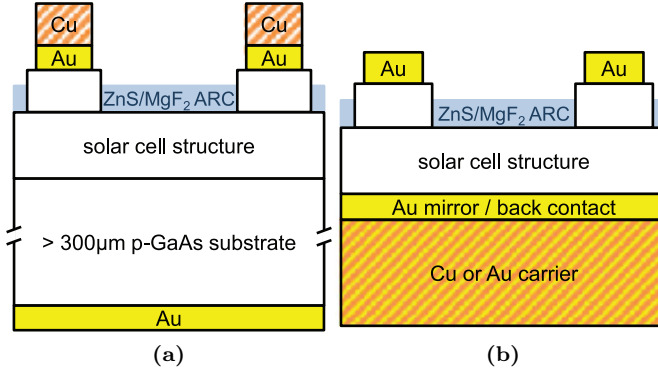 Cu
Cu
Au
Au
ZnS/MgF₂ ARC
solar cell structure
> 300µm p-GaAs substrate
Au
(a)
Au
Au
ZnS/MgF₂ ARC
solar cell structure
Au mirror / back contact
Cu or Au carrier
(b)